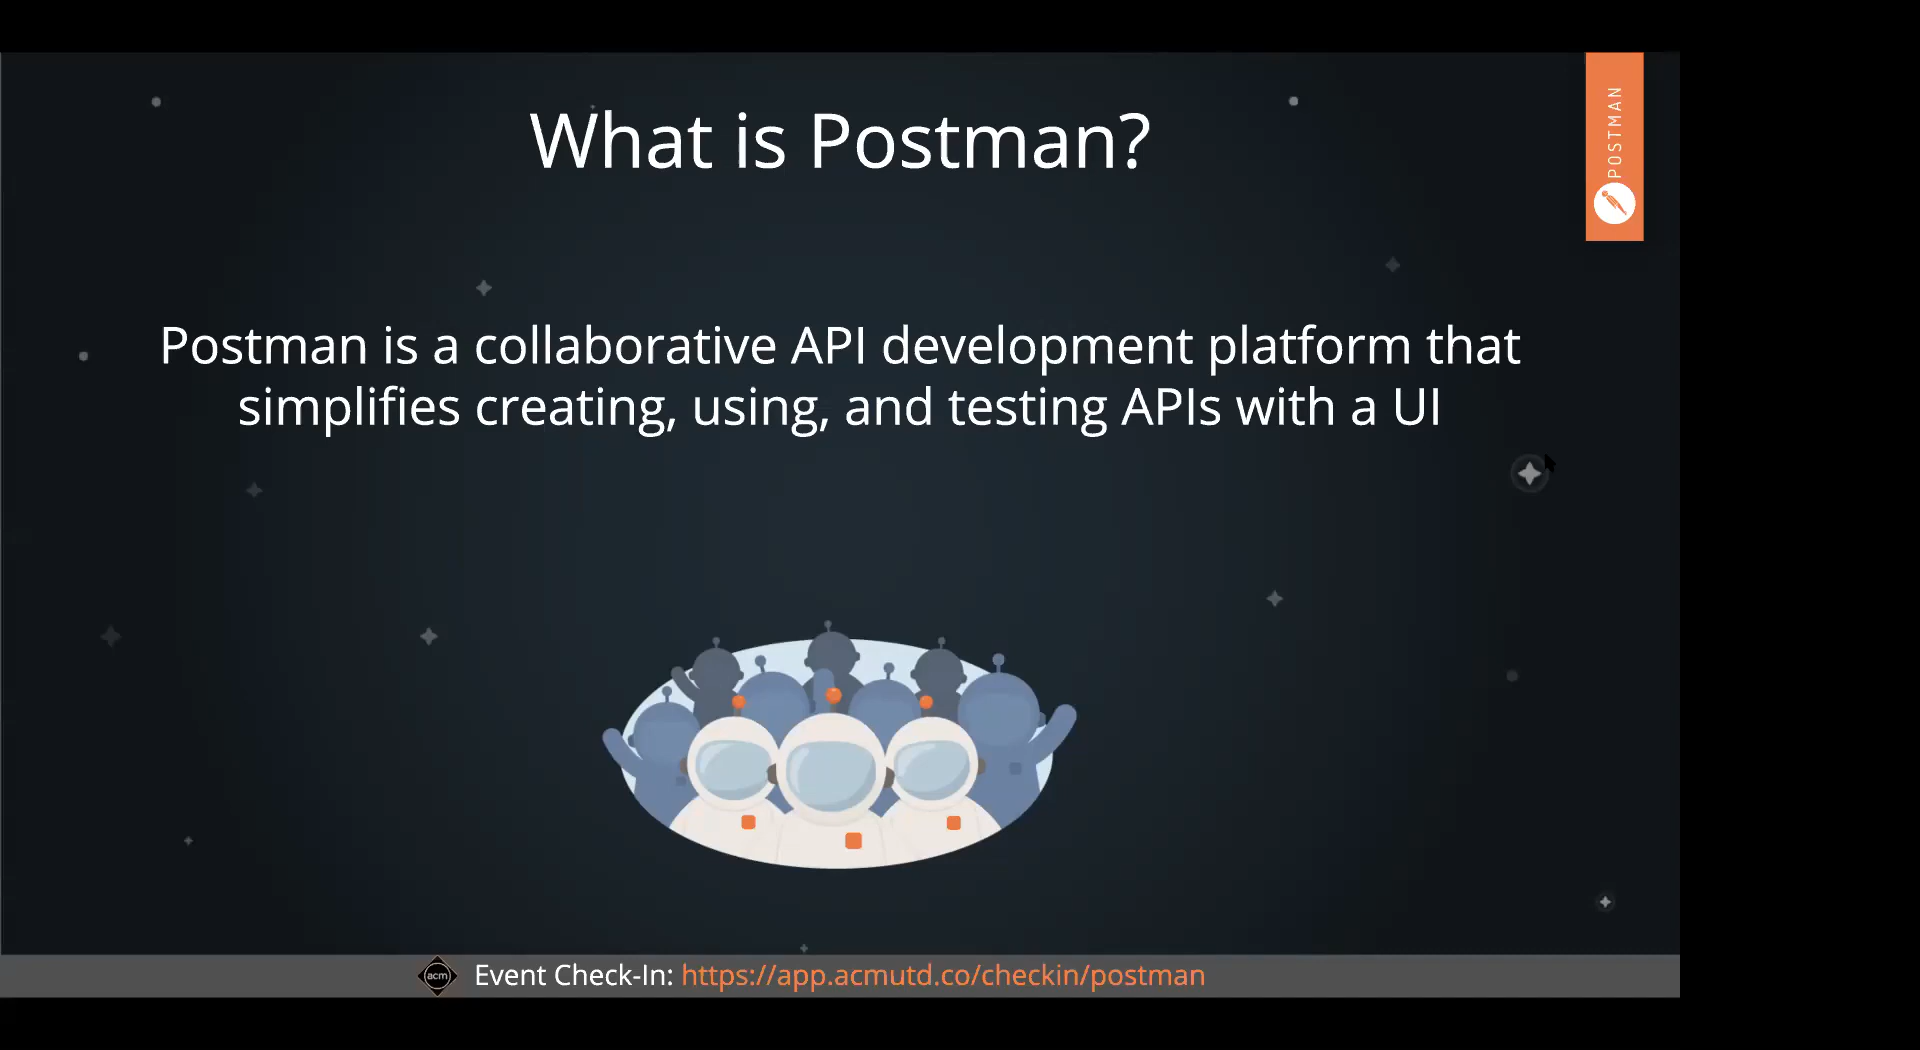 What is Postman?
POSTMAN
Postman is a collaborative API development platform that
simplifies creating, using, and testing APIs with a UI
acm
Event Check-In: https://app.acmutd.co/checkin/postman